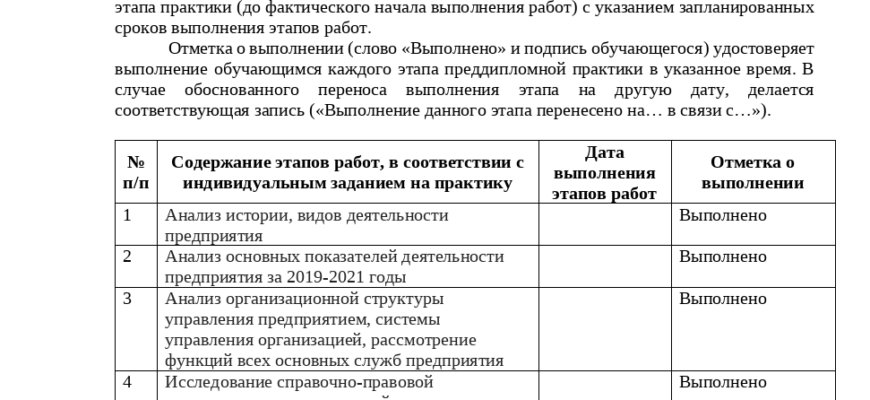 этапа практики (до фактического начала выполнения работ) с указанием запланированных
сроков выполнения этапов работ.
Отметка о выполнении (слово «Выполнено» и подпись обучающегося) удостоверяет
выполнение обучающимся каждого этапа преддипломной практики в указанное время. В
случае обоснованного переноса выполнения этапа на другую дату, делается
соответствующая запись («Выполнение данного этапа перенесено на… в связи с…»).
№
п/п
Содержание этапов работ, в соответствии с
индивидуальным заданием на практику
Дата
выполнения
этапов работ
Отметка о
выполнении
1
Анализ истории, видов деятельности
предприятия
Выполнено
2
Анализ основных показателей деятельности
предприятия за 2019-2021 годы
Выполнено
3
Анализ организационной структуры
управления предприятием, системы
управления организацией, рассмотрение
функций всех основных служб предприятия
Выполнено
4
Исследование справочно-правовой
Выполнено